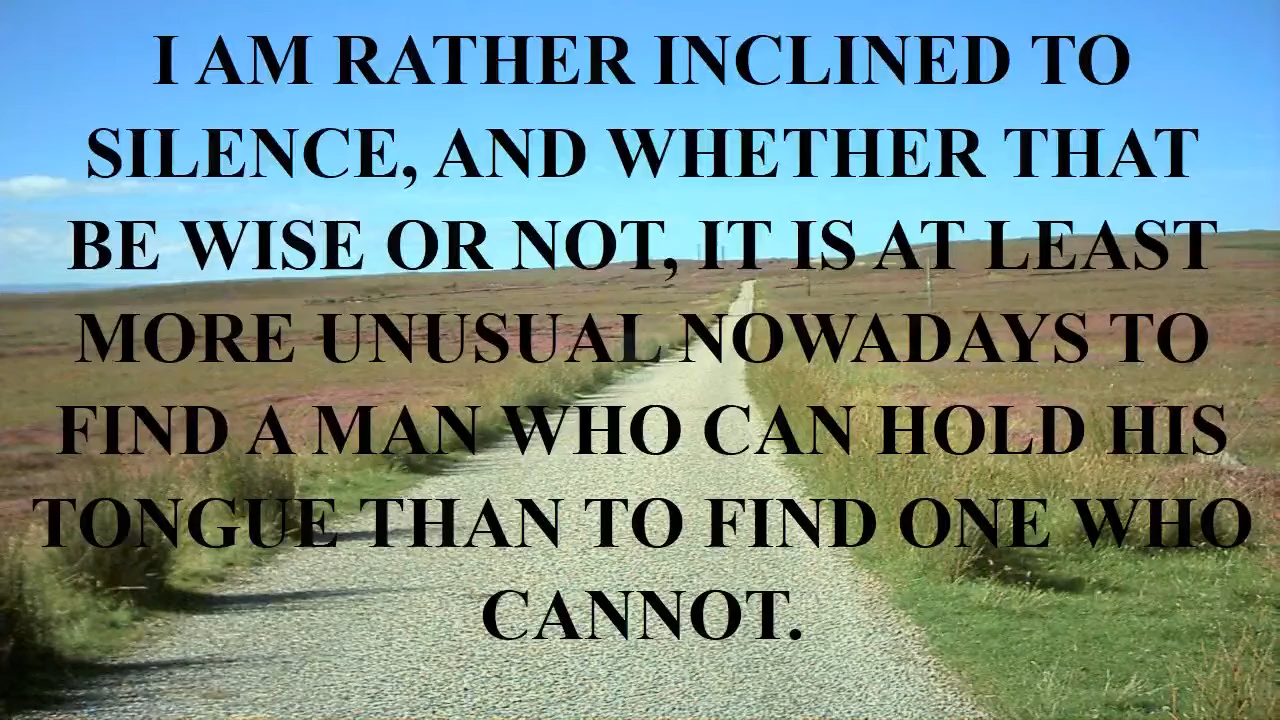 I AM RATHER INCLINED TO
SILENCE, AND WHETHER THAT
BE WISE OR NOT, IT IS AT LEAST
MORE UNUSUAL NOWADAYS TO
FIND A MAN WHO CAN HOLD HIS
TONGUE THAN TO FIND ONE WHO
CANNOT.